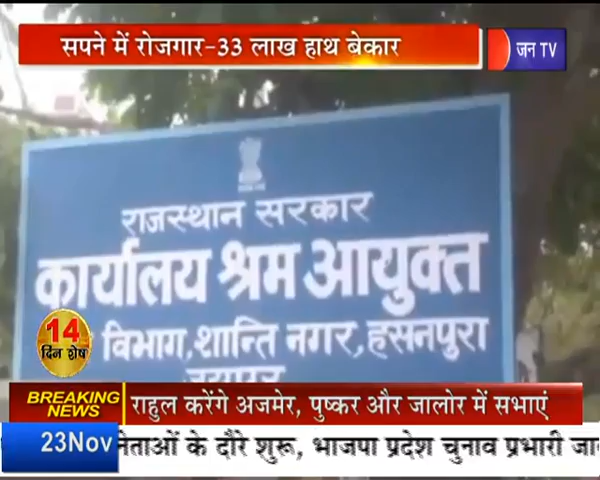 सपने में रोजगार-33 लाख हाथ बेकार
जन TV
राजस्थान सरकार
कार्यालय श्रम आयुक्त
विभाग, शान्ति नगर, हसनपुरा
14
दिन शेष
BREAKING NEWS
राहुल करेंगे अजमेर, पुष्कर और जालोर में सभाएं
23Nov
नेताओं के दौरे शुरू, भाजपा प्रदेश चुनाव प्रभारी